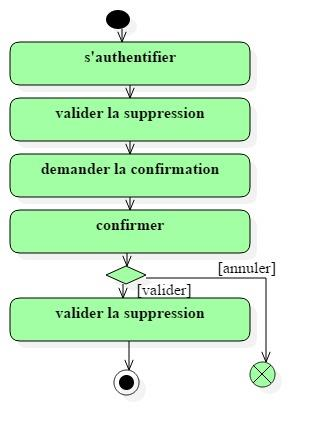 s'authentifier
valider la suppression
demander la confirmation
confirmer
[annuler]
[valider]
valider la suppression